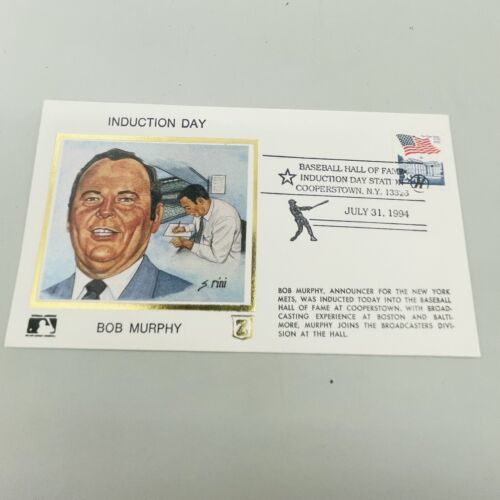 INDUCTION DAY
S. rini
BOB MURPHY
BASEBALL HALL OF FAME
INDUCTION DAY STATION
COOPERSTOWN, N.Y. 13326
JULY 31, 1994
BOB MURPHY, ANNOUNCER FOR THE NEW YORK
METS, WAS INDUCTED TODAY INTO THE BASEBALL
HALL OF FAME AT COOPERSTOWN. WITH BROAD-
CASTING EXPERIENCE AT BOSTON AND BALTI-
MORE, MURPHY JOINS THE BROADCASTERS DIVI-
SION AT THE HALL.